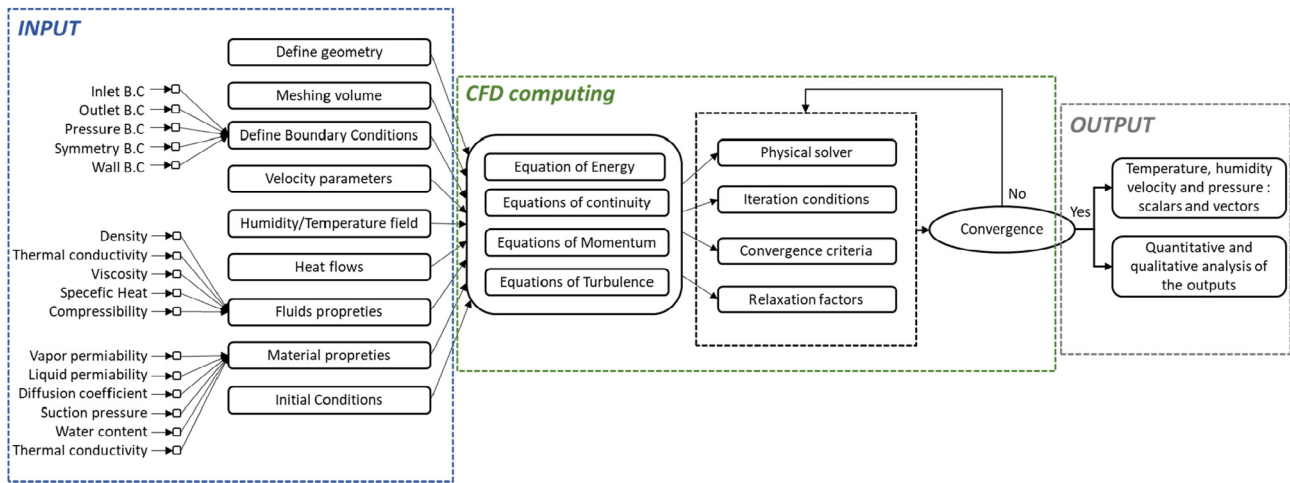 INPUT
Define geometry
Meshing volume
Inlet B.C
Outlet B.C
Pressure B.C
Symmetry B.C
Wall B.C
Define Boundary Conditions
Velocity parameters
Humidity/Temperature field
Heat flows
Density
Thermal conductivity
Viscosity
Specefic Heat
Compressibility
Fluids propreties
Vapor permiability
Liquid permiability
Diffusion coefficient
Suction pressure
Water content
Thermal conductivity
Material propreties
Initial Conditions
CFD computing
Equation of Energy
Equations of continuity
Equations of Momentum
Equations of Turbulence
Physical solver
Iteration conditions
Convergence criteria
Relaxation factors
Convergence
No
Yes
OUTPUT
Temperature, humidity
velocity and pressure :
scalars and vectors
Quantitative and
qualitative analysis of
the outputs